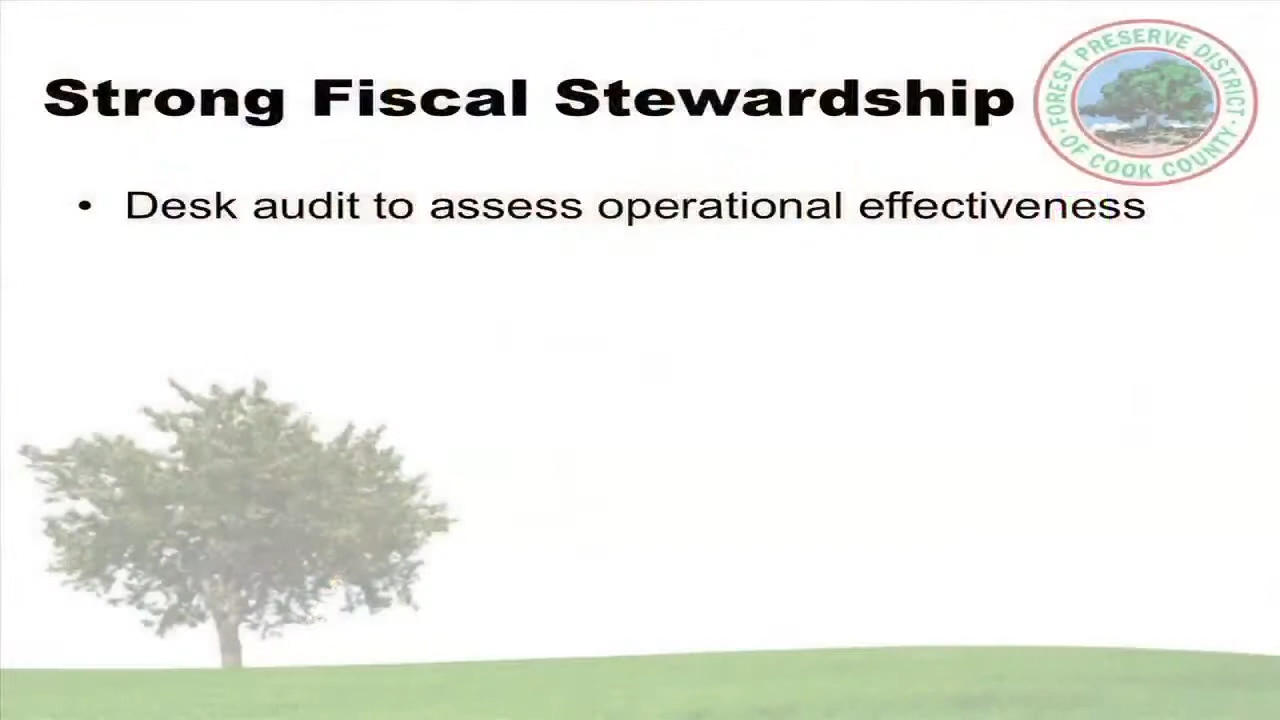 Strong Fiscal Stewardship
FOREST PRESERVE DISTRICT
· OF COOK COUNTY ·
• Desk audit to assess operational effectiveness